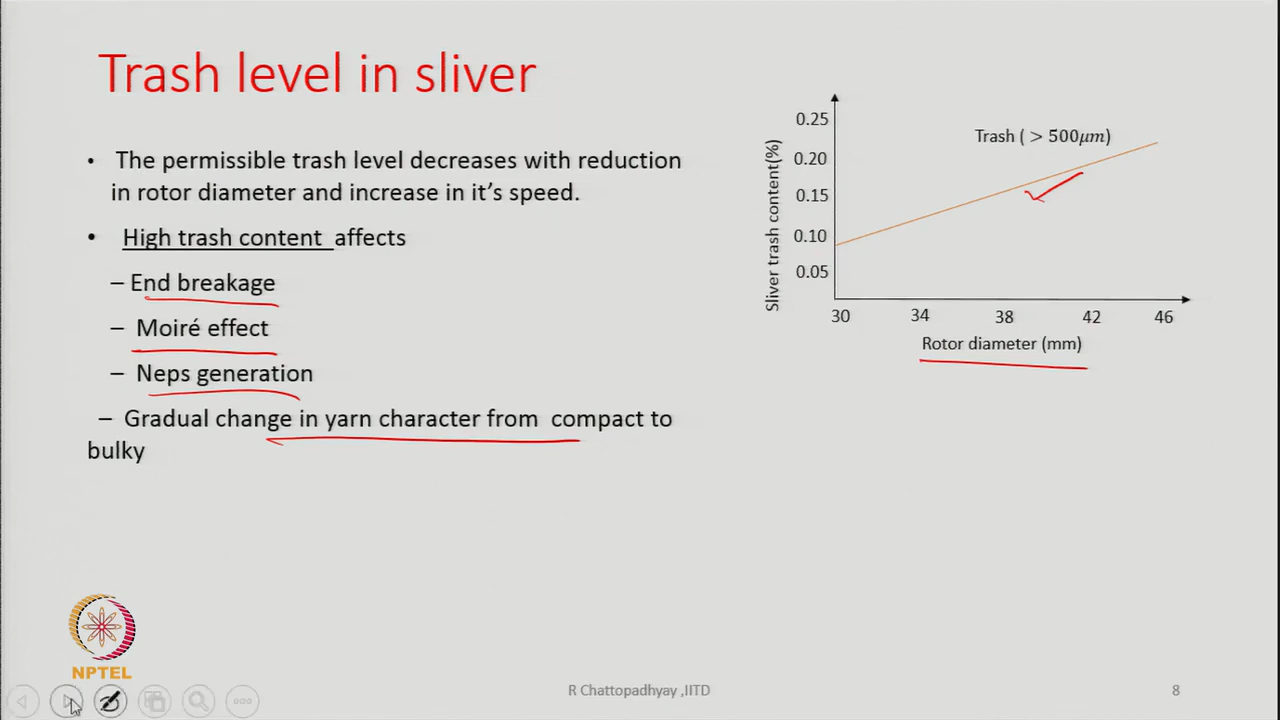 Trash level in sliver
• The permissible trash level decreases with reduction
in rotor diameter and increase in it's speed.
• High trash content affects
– End breakage
– Moiré effect
– Neps generation
– Gradual change in yarn character from compact to
bulky
Sliver trash content(%)
0.25
0.20
0.15
0.10
0.05
Trash ( > 500μm)
30 34 38 42 46
Rotor diameter (mm)
NPTEL
R Chattopadhyay ,IITD
8